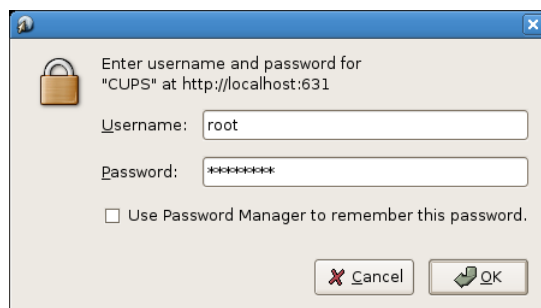 Enter username and password for
"CUPS" at http://localhost:631
Username: root
Password: *********
Use Password Manager to remember this password.
Cancel OK